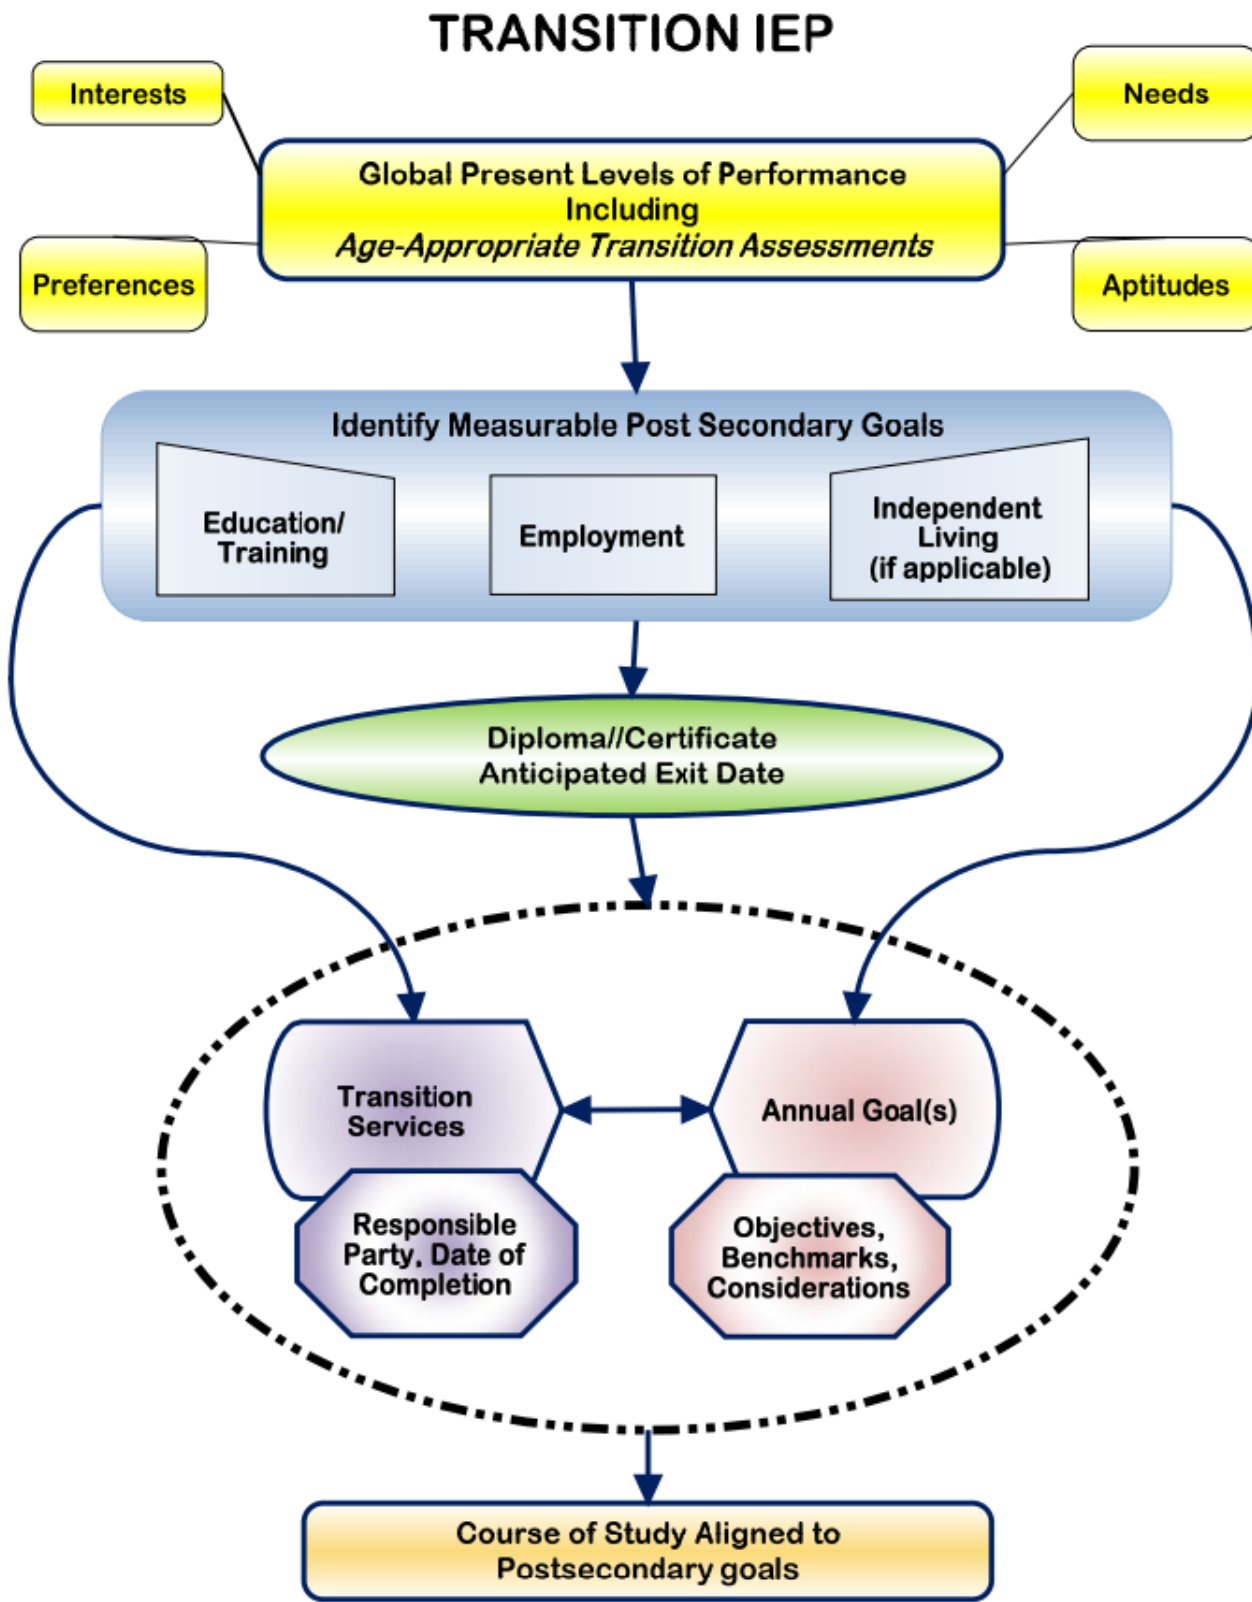 TRANSITION IEP
Interests
Needs
Global Present Levels of Performance
Including
Age-Appropriate Transition Assessments
Preferences
Aptitudes
Identify Measurable Post Secondary Goals
Education/
Training
Employment
Independent
Living
(if applicable)
Diploma//Certificate
Anticipated Exit Date
Transition
Services
Annual Goal(s)
Responsible
Party, Date of
Completion
Objectives,
Benchmarks,
Considerations
Course of Study Aligned to
Postsecondary goals